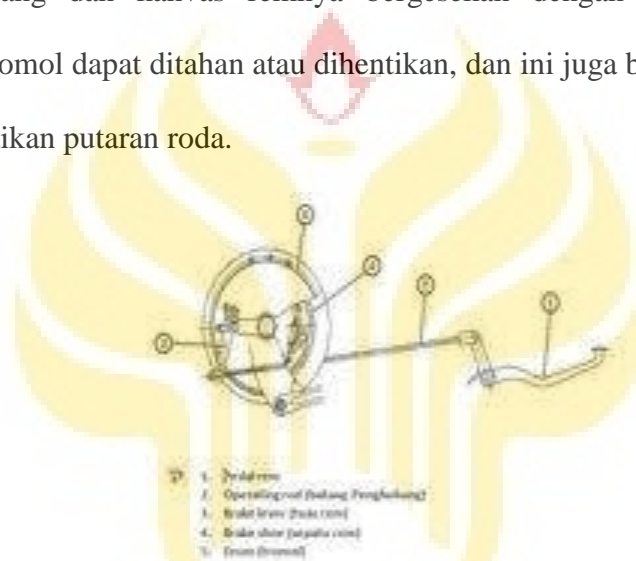 ang dan kanvas remnya bergesekan dengan
omol dapat ditahan atau dihentikan, dan ini juga b
ikan putaran roda.
1. Pedal rem
2. Operating rod (batang Penghubung)
3. Brake lever (tuas rem)
4. Brake shoe (sepatu rem)
5. Drum (tromol)